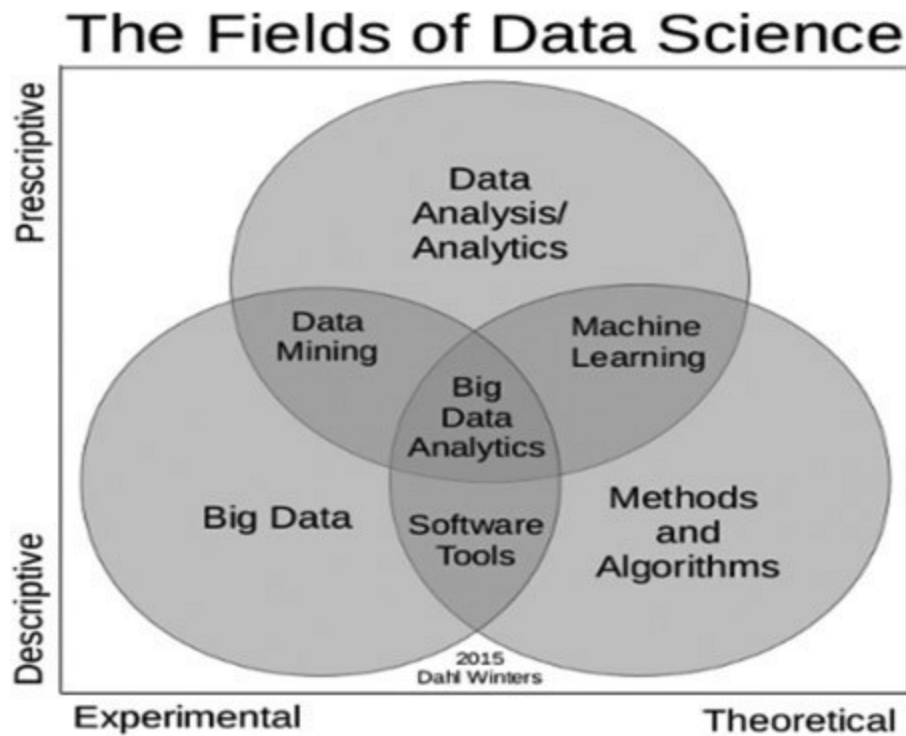 The Fields of Data Science
Prescriptive
Data
Analysis/
Analytics
Data
Mining
Machine
Learning
Big
Data
Analytics
Big Data
Software
Tools
Methods
and
Algorithms
Descriptive
2015
Dahl Winters
Experimental
Theoretical